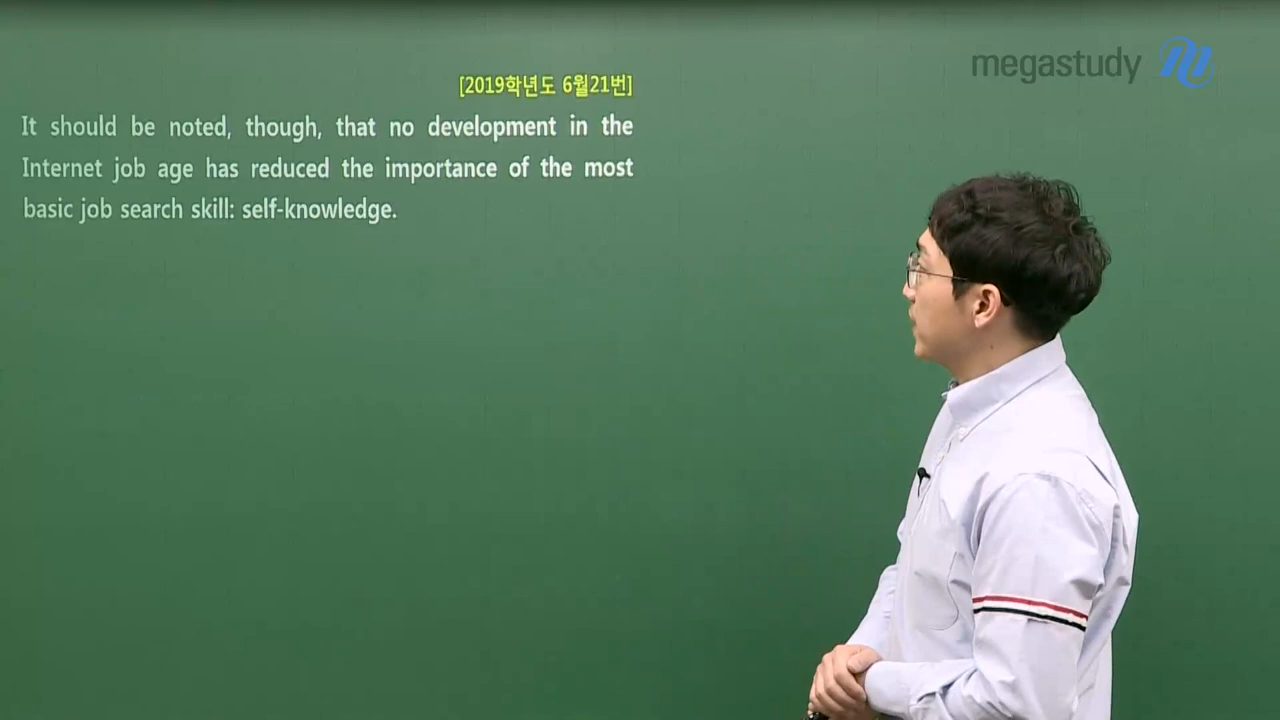 megastudy
[2019학년도 6월21번]
It should be noted, though, that no development in the
Internet job age has reduced the importance of the most
basic job search skill: self-knowledge.